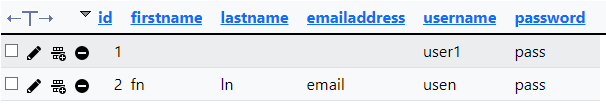 id firstname lastname emailaddress username password
1 user1 pass
2 fn ln email usen pass